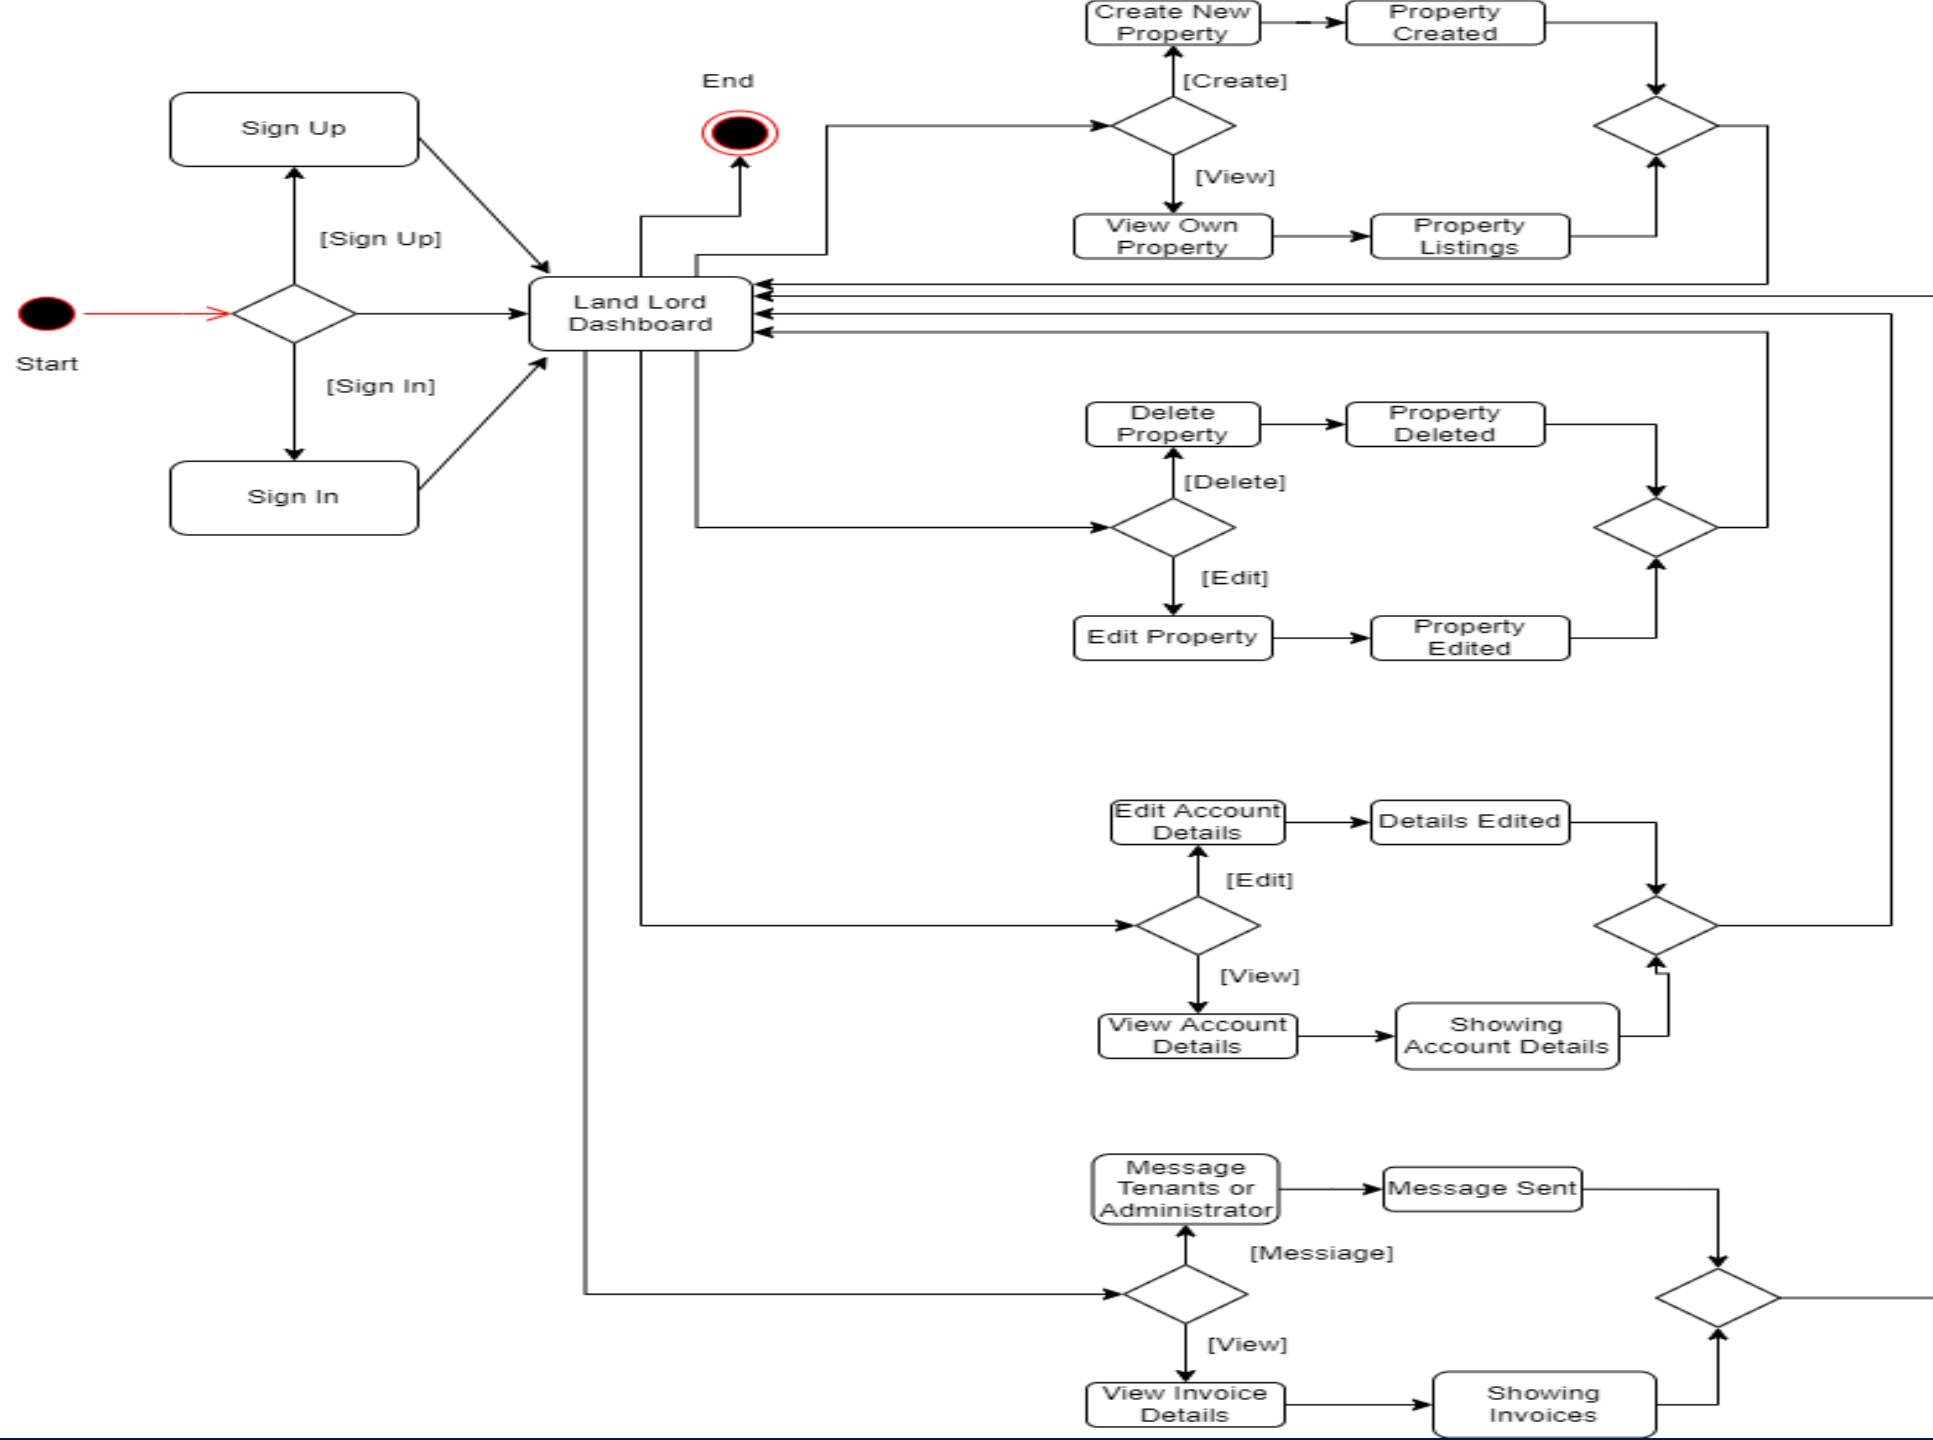 Create New
Property
Property
Created
End
[Create]
Sign Up
[View]
[Sign Up]
View Own
Property
Property
Listings
Land Lord
Dashboard
Start
[Sign In]
Delete
Property
Property
Deleted
[Delete]
Sign In
[Edit]
Edit Property
Property
Edited
Edit Account
Details
Details Edited
[Edit]
[View]
View Account
Details
Showing
Account Details
Message
Tenants or
Administrator
Message Sent
[Messiage]
[View]
View Invoice
Details
Showing
Invoices